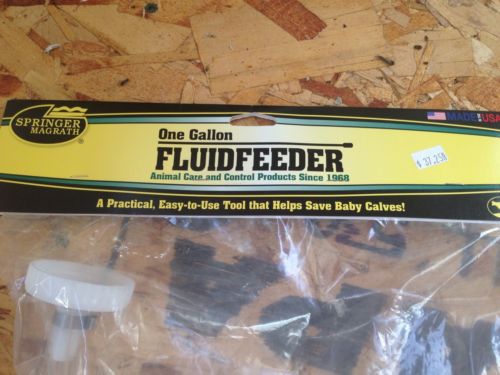 SPRINGER
MAGRATH
MADE IN USA
One Gallon
FLUIDFEEDER
$ 37.25
Animal Care and Control Products Since 1968
A Practical, Easy-to-Use Tool that Helps Save Baby Calves!